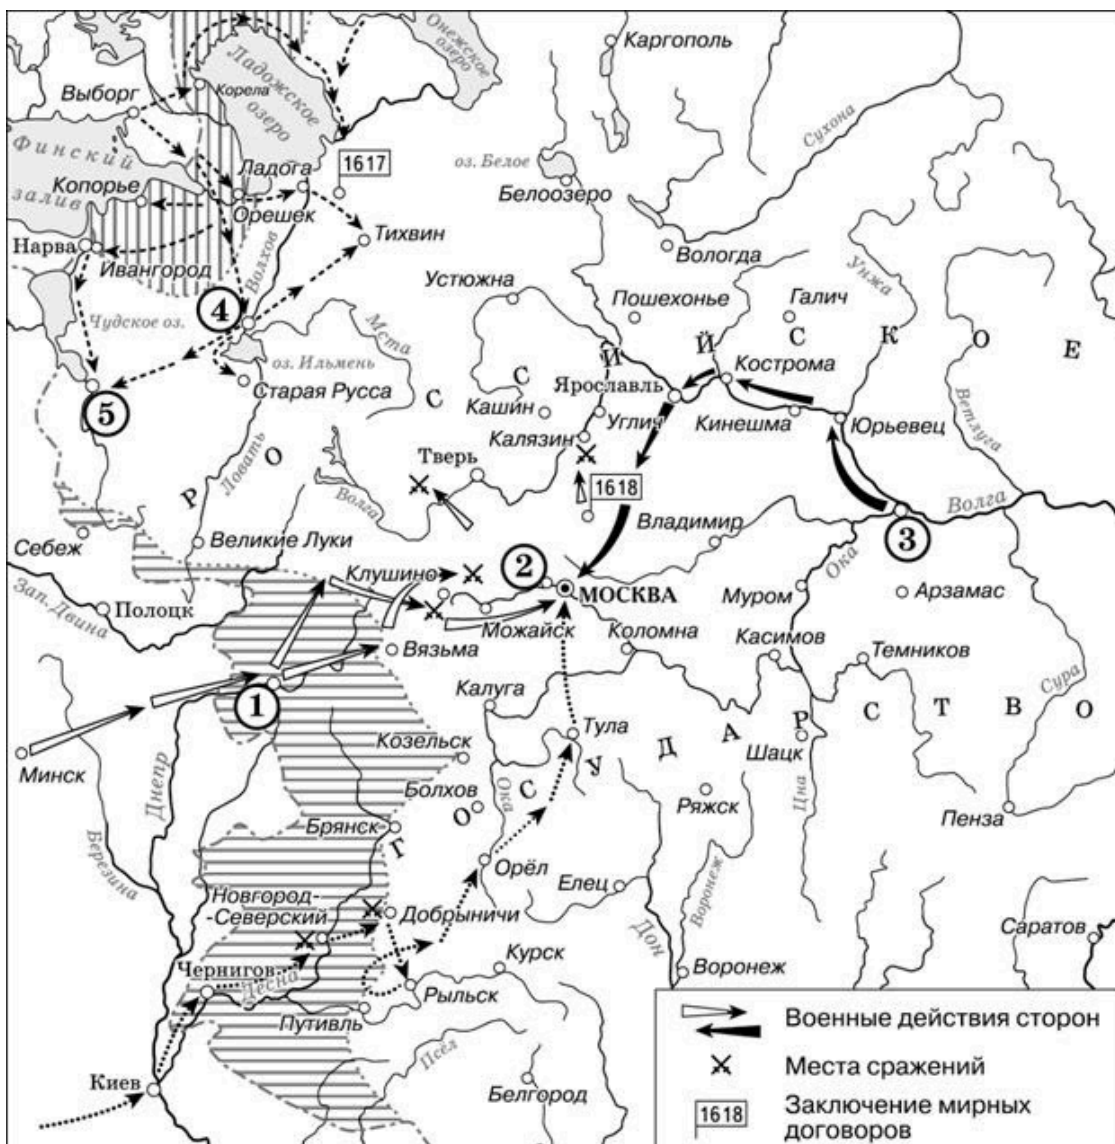 Каргополь
Онежское
озеро
Ладожское
озеро
Корела
Выборг
Сухона
Финский
залив
1617
оз. Белое
Белоозеро
Ладога
Копорье
Орешек
Тихвин
Нарва
Ивангород
Волхов
Вологда
Унжа
Устюжна
Пошехонье
Галич
4
Чудское оз.
Мста
оз. Ильмень
Старая Русса
Кострома
Ярославль
5
Кашин
Углич
Кинешма
Юрьевец
Ветлуга
Калязин
Ловать
Тверь
Волга
1618
Владимир
Волга
3
Себеж
Великие Луки
Клушино
2
МОСКВА
Ока
Зап. Двина
Полоцк
Можайск
Муром
Арзамас
Коломна
Касимов
Вязьма
Темников
Сура
1
Калуга
Тула
Минск
Днепр
Козельск
Шацк
Цна
Болхов
Ока
Ряжск
Пенза
Березина
Брянск
Орёл
Елец
Воронеж
Новгород-
-Северский
Добрыничи
Дон
Саратов
Чернигов
Десна
Курск
Воронеж
Рыльск
Путивль
Псёл
Киев
Белгород
РОССИЙСКОЕ
ГОСУДАРСТВО
Военные действия сторон
Места сражений
1618
Заключение мирных
договоров